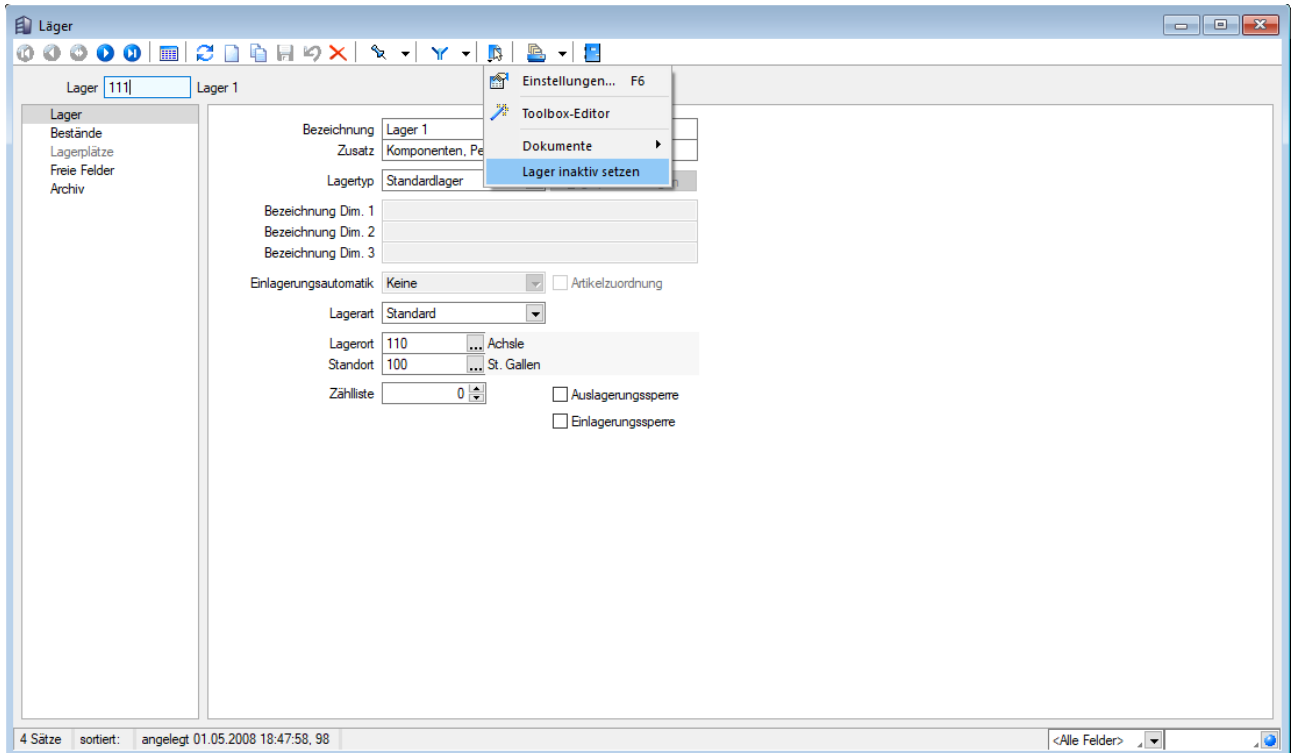 Läger
Lager 111 Lager 1
Einstellungen... F6
Toolbox-Editor
Dokumente
Lager inaktiv setzen
Lager
Bestände
Lagerplätze
Freie Felder
Archiv
Bezeichnung Lager 1
Zusatz Komponenten,
Lagertyp Standardlager
Bezeichnung Dim. 1
Bezeichnung Dim. 2
Bezeichnung Dim. 3
Einlagerungsautomatik Keine Artikelzuordnung
Lagerart Standard
Lagerort 110 ... Achsle
Standort 100 ... St. Gallen
Zählliste 0 Auslagerungssperre
Einlagerungssperre
4 Sätze sortiert: angelegt 01.05.2008 18:47:58, 98 <Alle Felder>